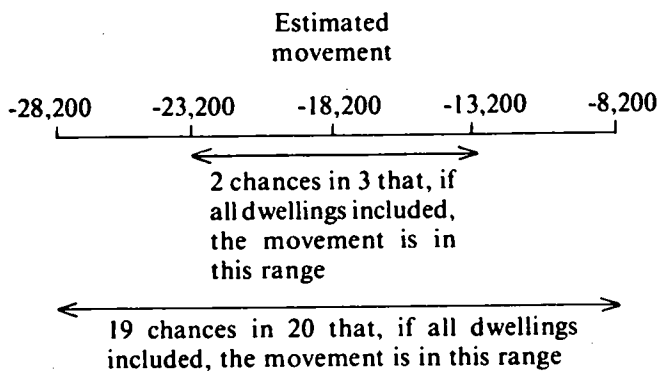 Estimated
movement
-28,200 -23,200 -18,200 -13,200 -8,200
2 chances in 3 that, if
all dwellings included,
the movement is in
this range
19 chances in 20 that, if all dwellings
included, the movement is in this range